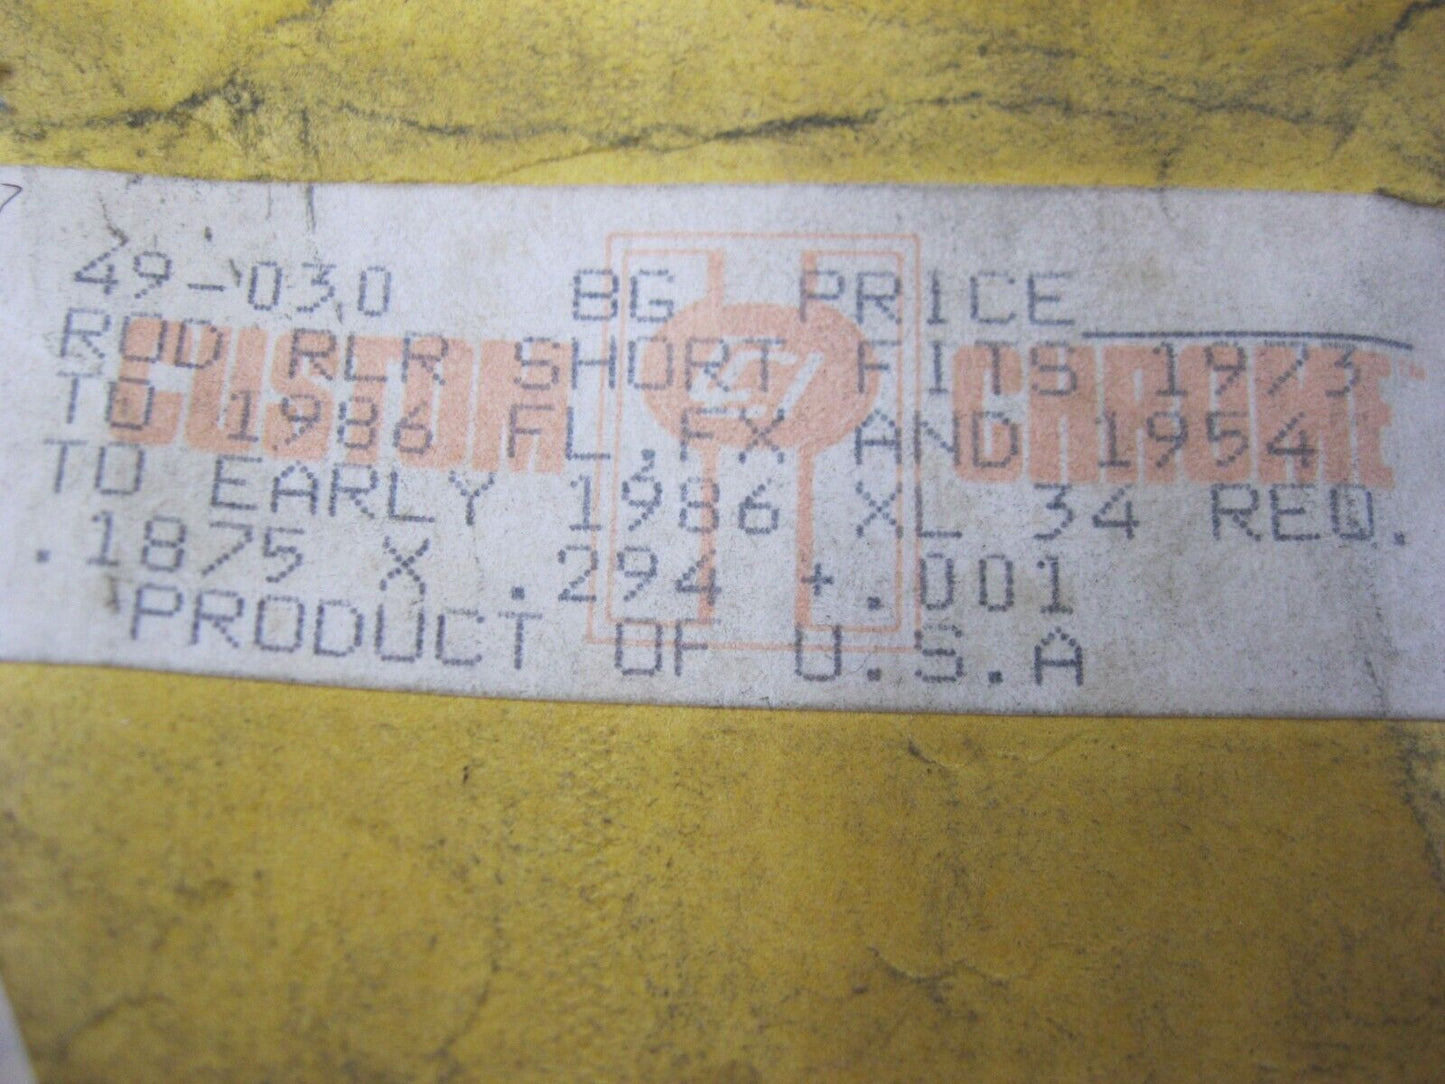 49-030 BG PRICE
ROD RLR SHORT FITS 1973
TO 1986 FL,FX AND 1954
TO EARLY 1986 XL 34 REQ.
.1875 X .294 +.001
PRODUCT OF U.S.A
CUSTOM CHROME